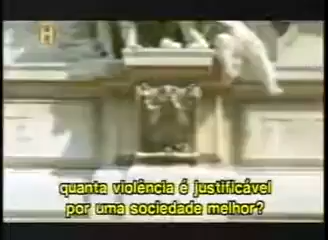 H
quanta violência é justificável
por uma sociedade melhor?